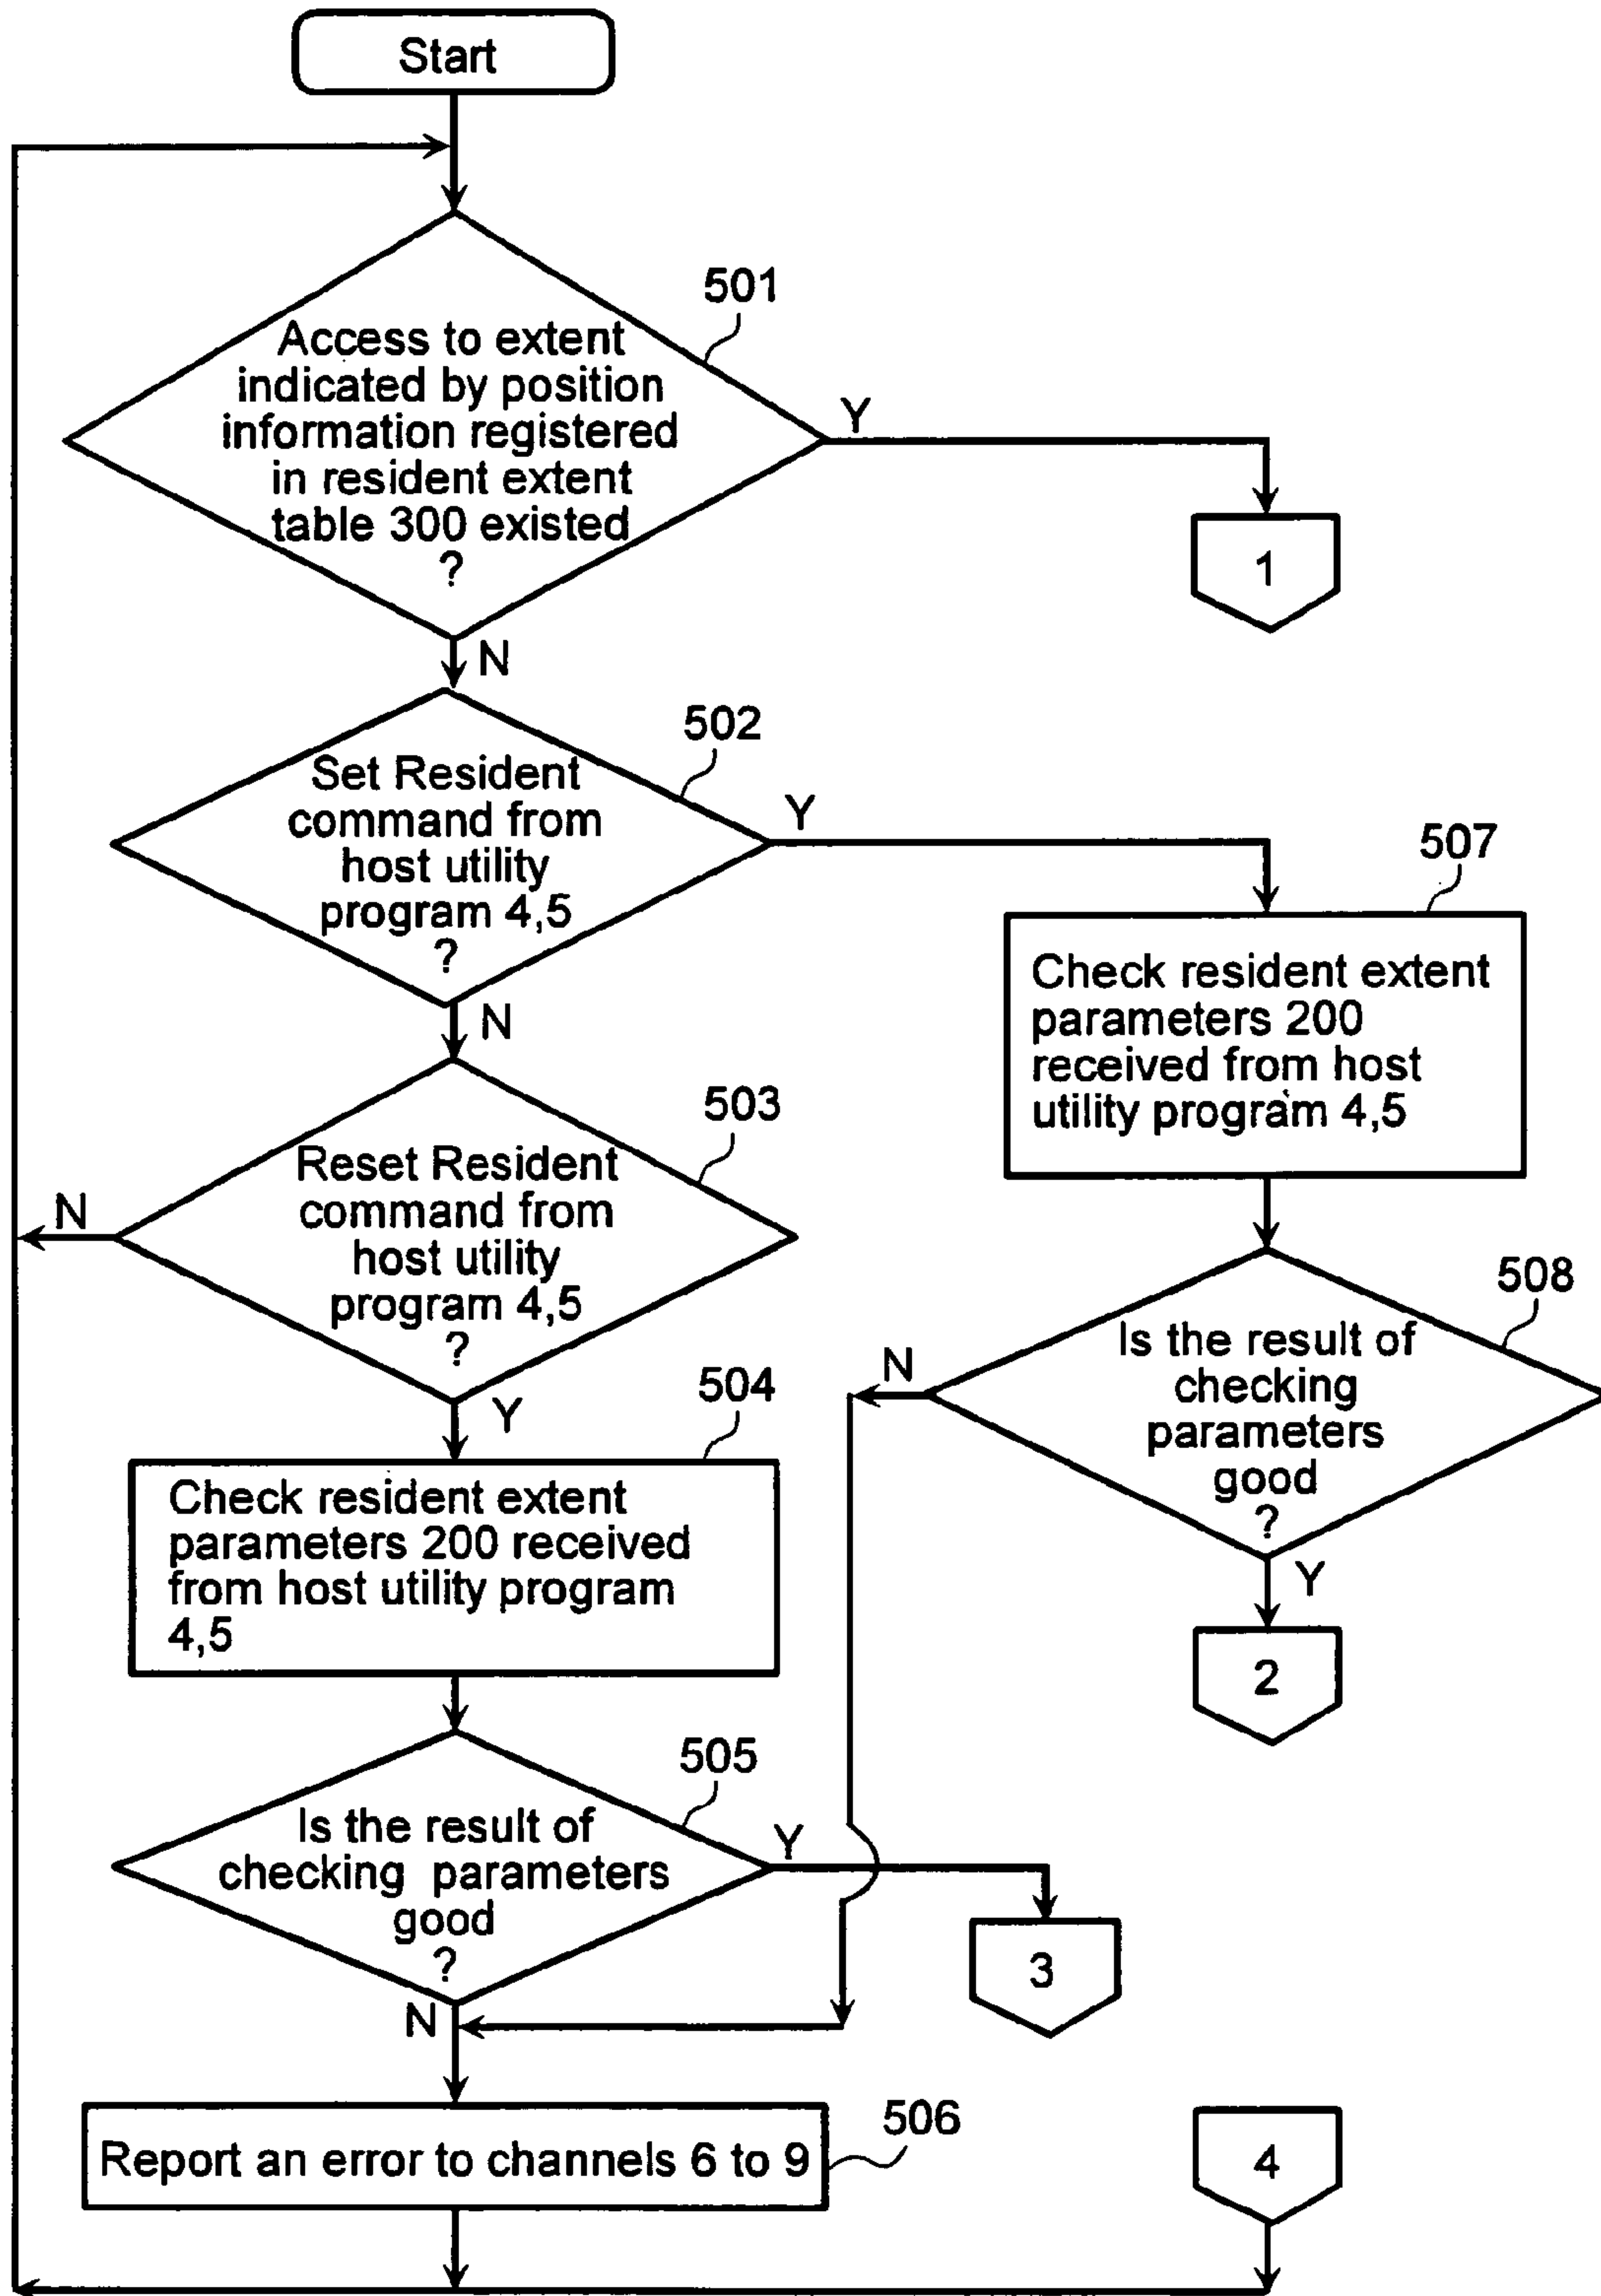 Start
501
Access to extent
indicated by position
information registered
in resident extent
table 300 existed
?
Y
1
N
502
Set Resident
command from
host utility
program 4,5
?
Y
507
Check resident extent
parameters 200
received from host
utility program 4,5
N
503
Reset Resident
command from
host utility
program 4,5
?
N
508
Is the result of
checking
parameters
good
?
N
Y
2
Y
504
Check resident extent
parameters 200 received
from host utility program
4,5
505
Is the result of
checking parameters
good
?
Y
3
N
506
Report an error to channels 6 to 9
4